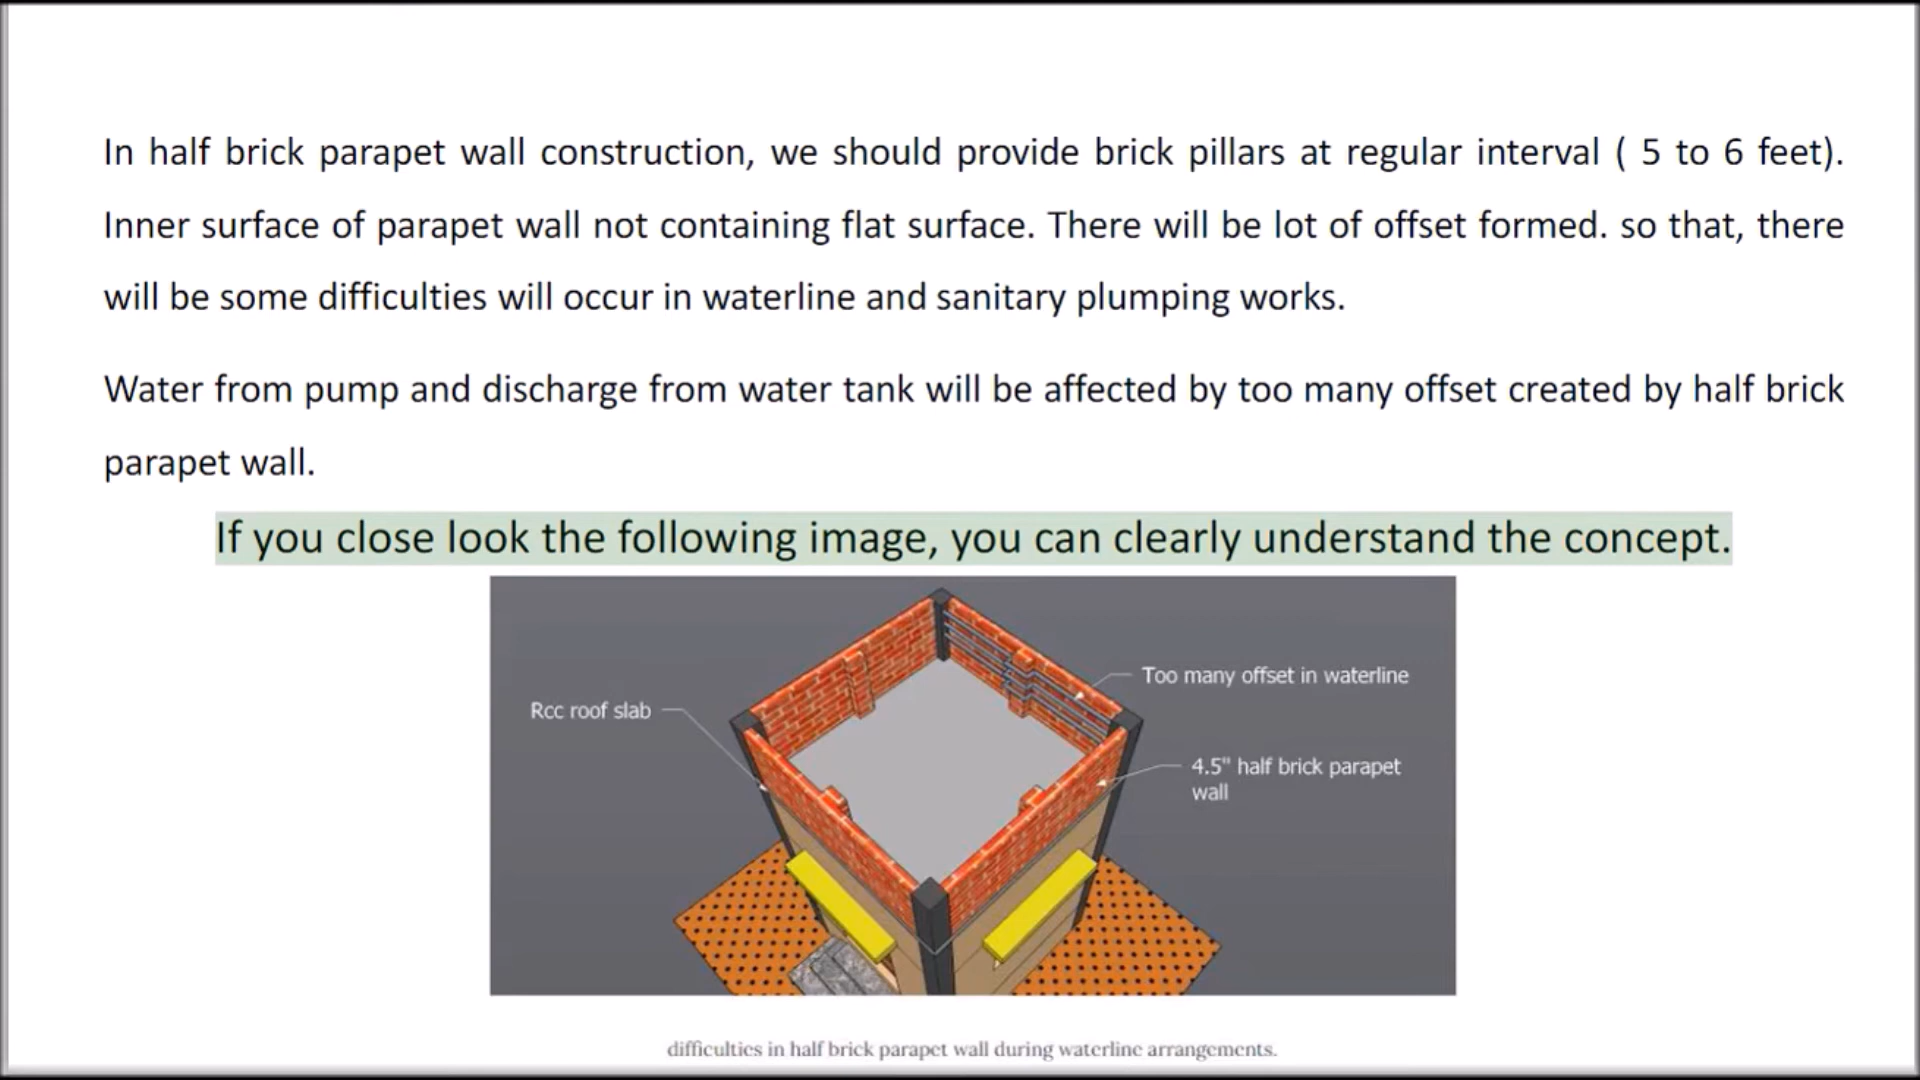 In half brick parapet wall construction, we should provide brick pillars at regular interval ( 5 to 6 feet).
Inner surface of parapet wall not containing flat surface. There will be lot of offset formed. so that, there
will be some difficulties will occur in waterline and sanitary plumping works.
Water from pump and discharge from water tank will be affected by too many offset created by half brick
parapet wall.
If you close look the following image, you can clearly understand the concept.
Too many offset in waterline
Rcc roof slab
4.5" half brick parapet
wall
difficulties in half brick parapet wall during waterline arrangements.